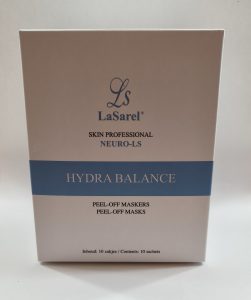 Ls
LaSarel®
SKIN PROFESSIONAL
NEURO-LS
HYDRA BALANCE
PEEL-OFF MASKERS
PEEL-OFF MASKS
Inhoud: 10 zakjes / Contents: 10 sachets